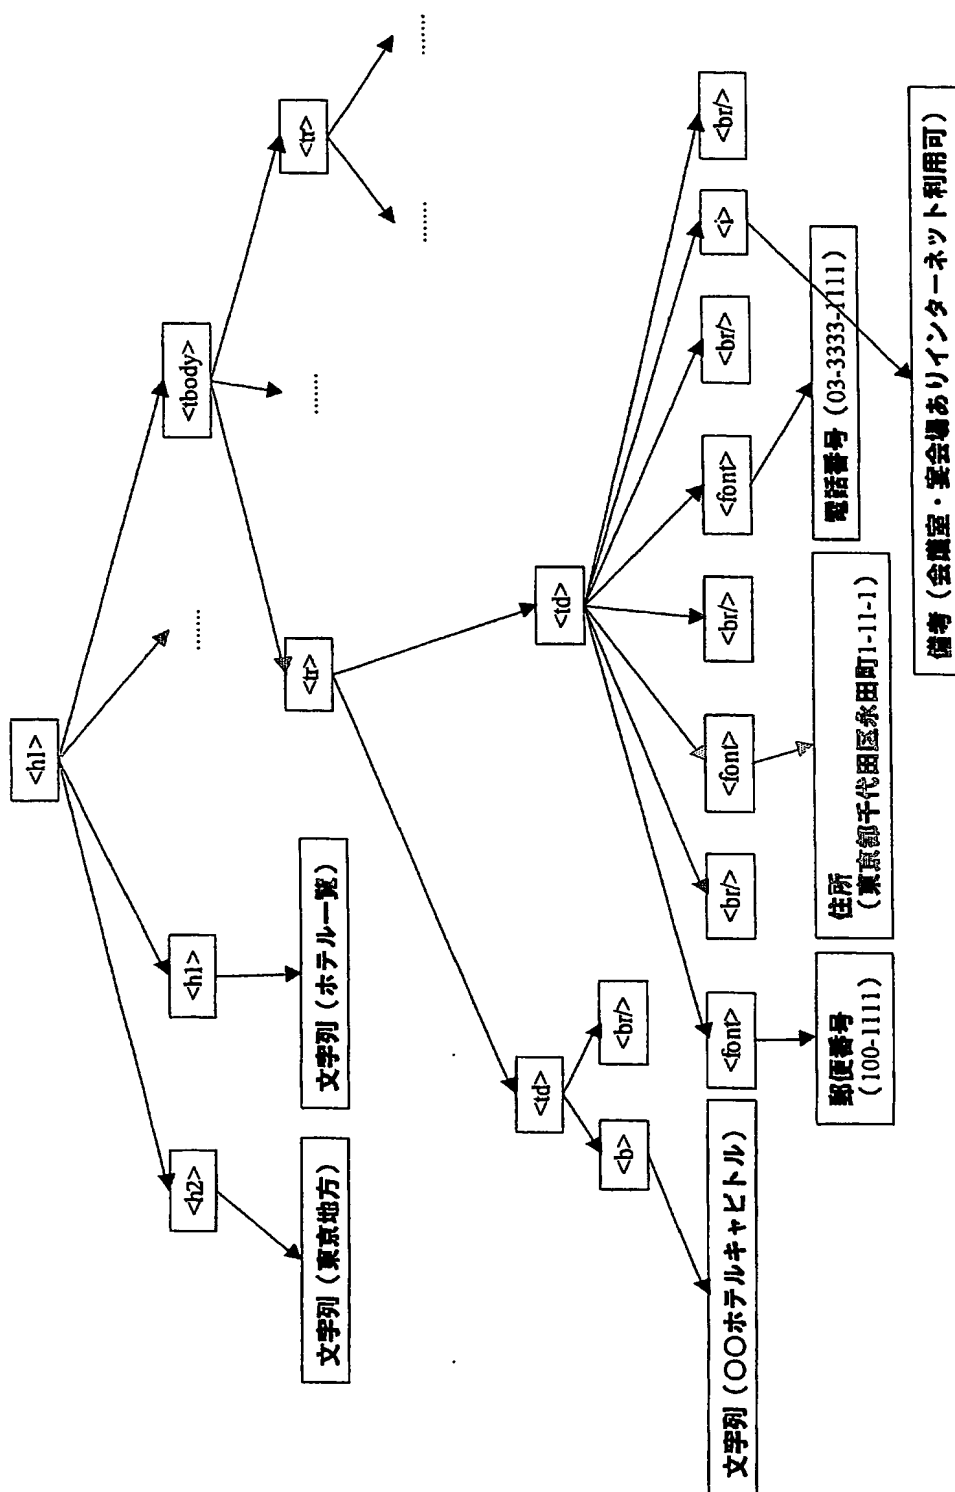 <h1>
<h2>
<h1>
.......
<tbody>
文字列（東京地方）
文字列（ホテル一覧）
<tr>
.......
<tr>
.......
.......
<td>
<td>
<b>
<br/>
文字列（〇〇ホテルキャピトル）
<font>
<br/>
<font>
<br/>
<font>
<br/>
<i>
<br/>
郵便番号
（100-1111）
住所
（東京都千代田区永田町1-11-1）
電話番号（03-3333-1111）
備考（会議室・宴会場ありインターネット利用可）